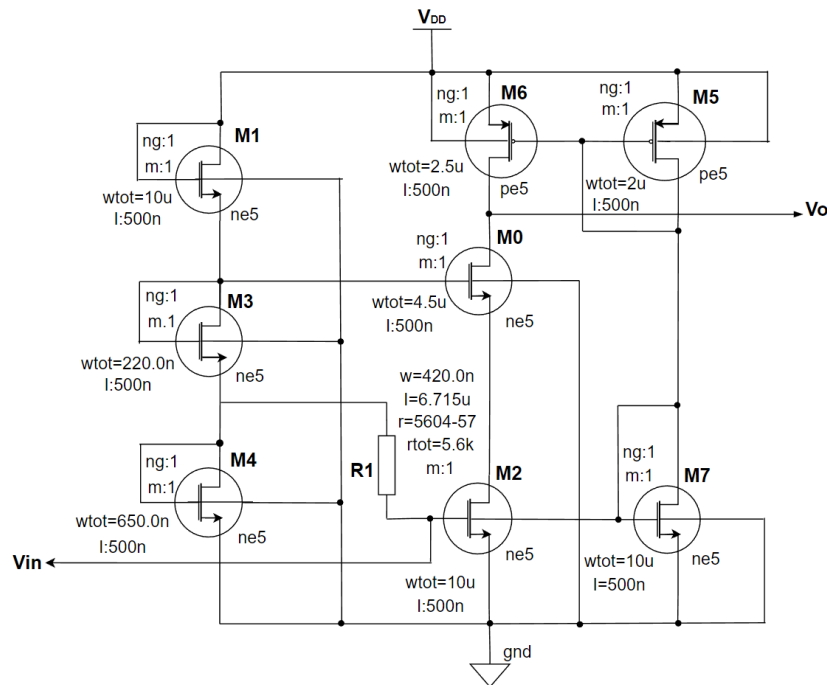 VDD
M6
ng:1
m:1
wtot=2.5u
l:500n
pe5
M5
ng:1
m:1
wtot=2u
l:500n
pe5
M1
ng:1
m:1
wtot=10u
l:500n
ne5
Vo
M0
ng:1
m:1
wtot=4.5u
l:500n
ne5
M3
ng:1
m.1
wtot=220.0n
l:500n
ne5
w=420.0n
l=6.715u
r=5604-57
rtot=5.6k
m:1
R1
M4
ng:1
m:1
wtot=650.0n
l:500n
ne5
M2
wtot=10u
l:500n
ne5
M7
ng:1
m:1
wtot=10u
l=500n
ne5
Vin
gnd